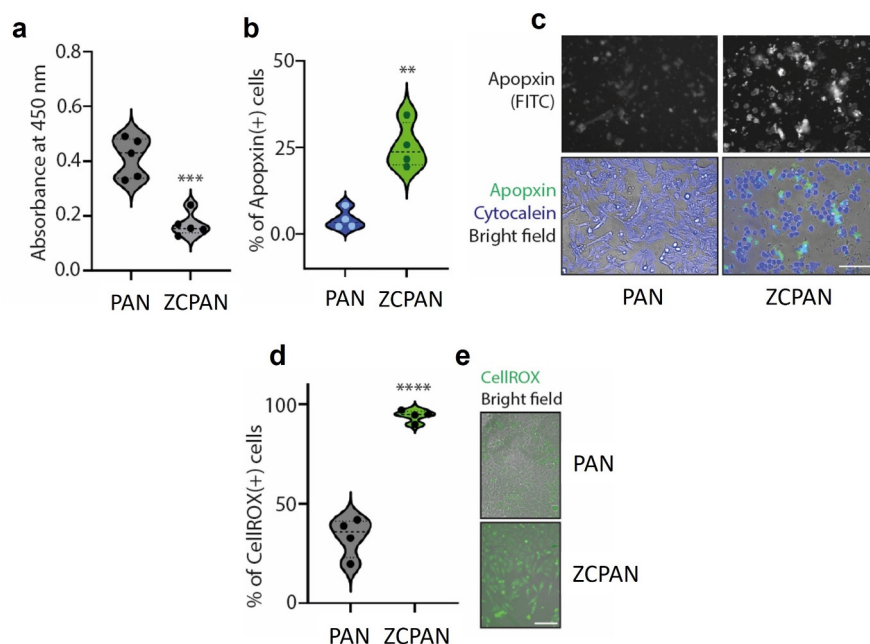 a
Absorbance at 450 nm
0.8
0.6
0.4
0.2
0.0
***
PAN ZCPAN
b
% of Apopxin(+) cells
50
25
0.0
**
PAN ZCPAN
c
Apopxin
(FITC)
Apopxin
Cytocalein
Bright field
PAN ZCPAN
d
% of CellROX(+) cells
100
50
0
****
PAN ZCPAN
e
CellROX
Bright field
PAN
ZCPAN